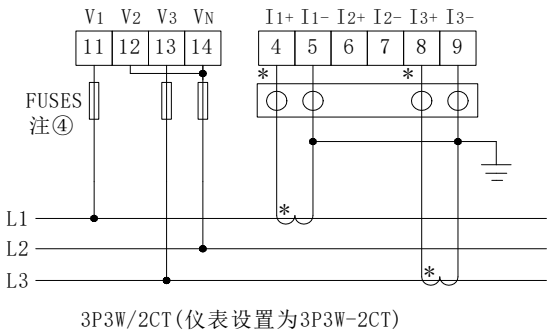 V1 V2 V3 VN I1+ I1- I2+ I2- I3+ I3-
11 12 13 14 4 5 6 7 8 9
* *
FUSES
注④
L1 *
L2
L3 *
3P3W/2CT(仪表设置为3P3W-2CT)